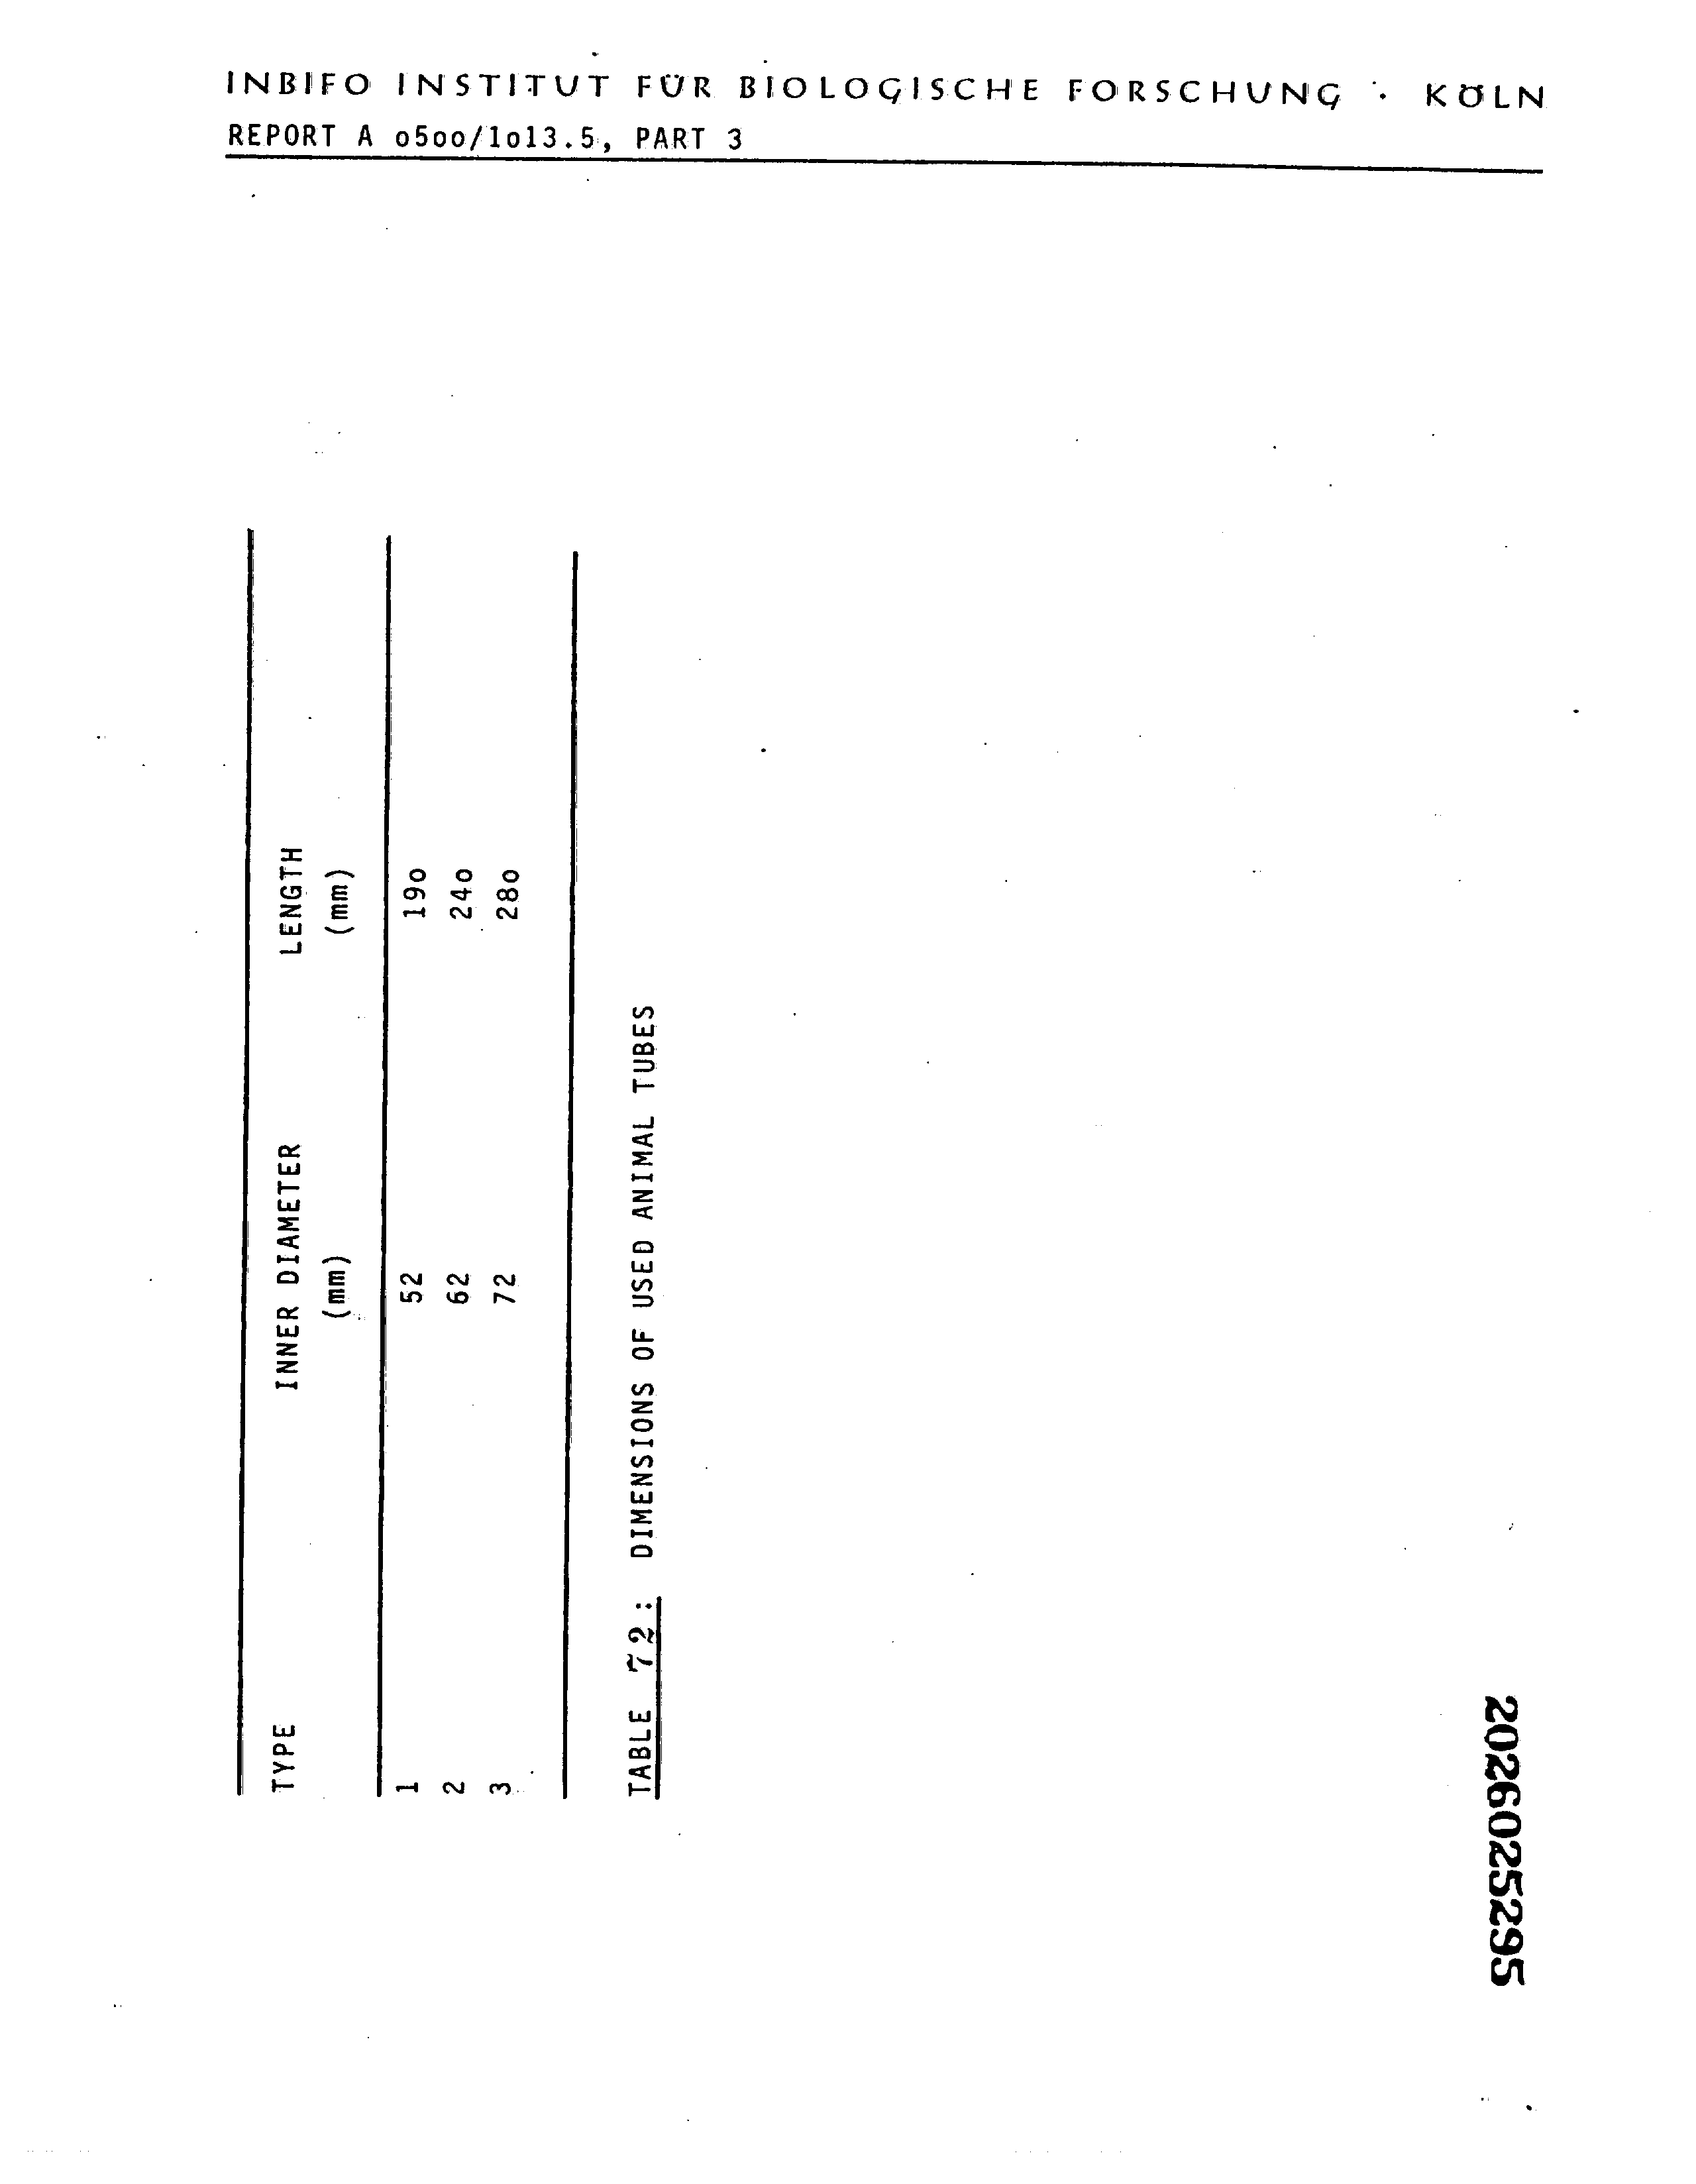 INBIFO INSTITUT FÜR BIOLOGISCHE FORSCHUNG · KÖLN
REPORT A o5oo/1o13.5, PART 3
TYPE INNER DIAMETER LENGTH
(mm) (mm)
1 52 19o
2 62 24o
3 72 28o
TABLE 72: DIMENSIONS OF USED ANIMAL TUBES
2026025295